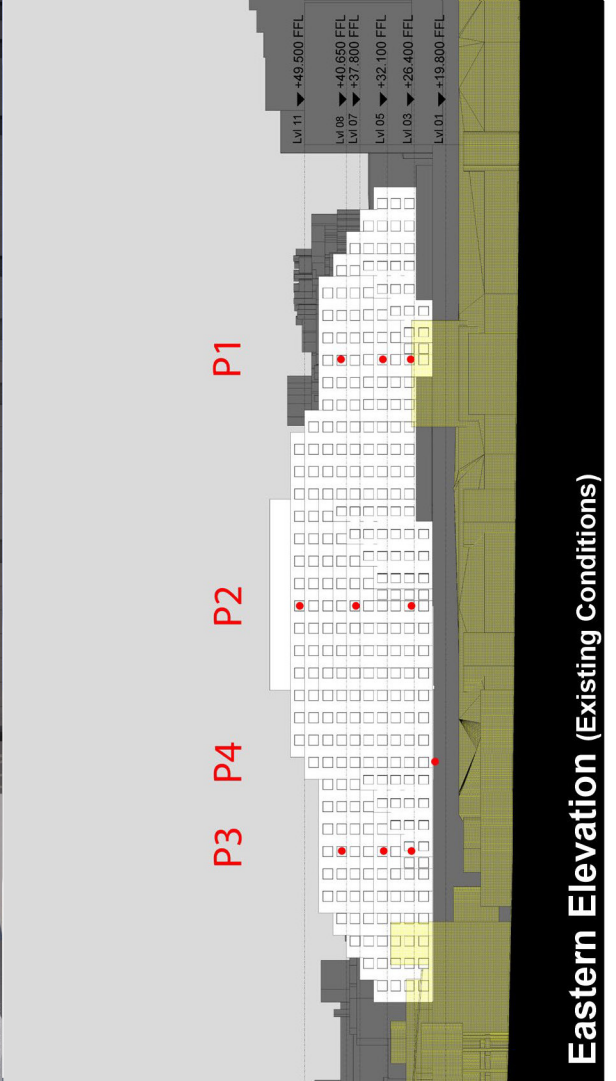 P3 P4 P2 P1
Lvl 11 +49.500 FFL
Lvl 08 +40.650 FFL
Lvl 07 +37.800 FFL
Lvl 05 +32.100 FFL
Lvl 03 +26.400 FFL
Lvl 01 +19.800 FFL
Eastern Elevation (Existing Conditions)